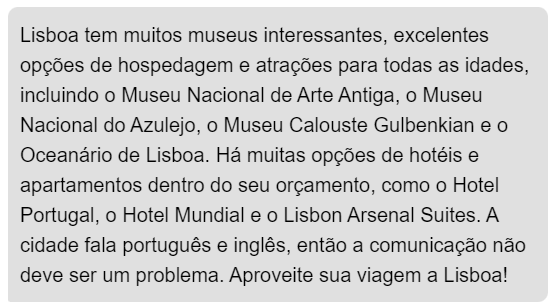 Lisboa tem muitos museus interessantes, excelentes
opções de hospedagem e atrações para todas as idades,
incluindo o Museu Nacional de Arte Antiga, o Museu
Nacional do Azulejo, o Museu Calouste Gulbenkian e o
Oceanário de Lisboa. Há muitas opções de hotéis e
apartamentos dentro do seu orçamento, como o Hotel
Portugal, o Hotel Mundial e o Lisbon Arsenal Suites. A
cidade fala português e inglês, então a comunicação não
deve ser um problema. Aproveite sua viagem a Lisboa!